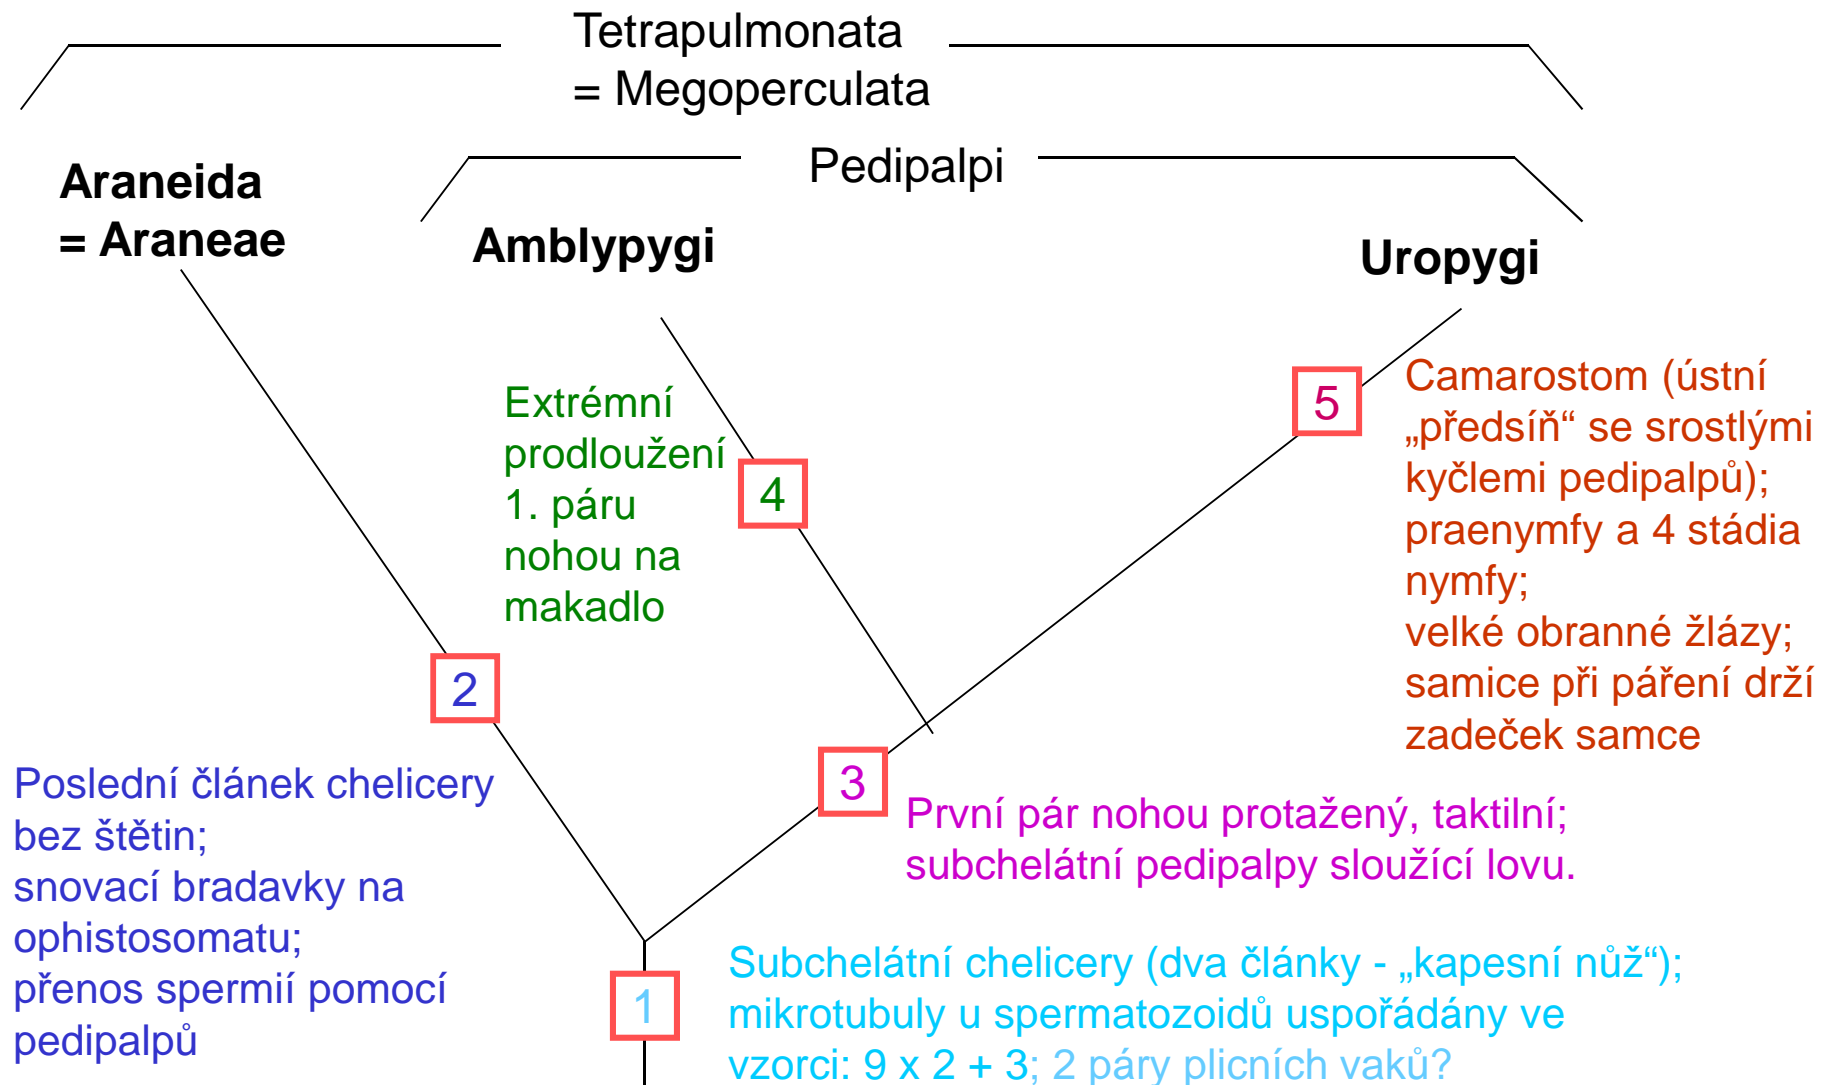 Tetrapulmonata
= Megoperculata
Pedipalpi
Araneida
= Araneae
Amblypygi
Uropygi
Extrémní
prodloužení
1. páru
nohou na
makadlo
4
5
Camarostom (ústní
„předsíň“ se srostlými
kyčlemi pedipalpů);
praenymfy a 4 stádia
nymfy;
velké obranné žlázy;
samice při páření drží
zadeček samce
2
Poslední článek chelicery
bez štětin;
snovací bradavky na
ophistosomatu;
přenos spermií pomocí
pedipalpů
3
První pár nohou protažený, taktilní;
subchelátní pedipalpy sloužící lovu.
1
Subchelátní chelicery (dva články - „kapesní nůž“);
mikrotubuly u spermatozoidů uspořádány ve
vzorci: 9 x 2 + 3; 2 páry plicních vaků?